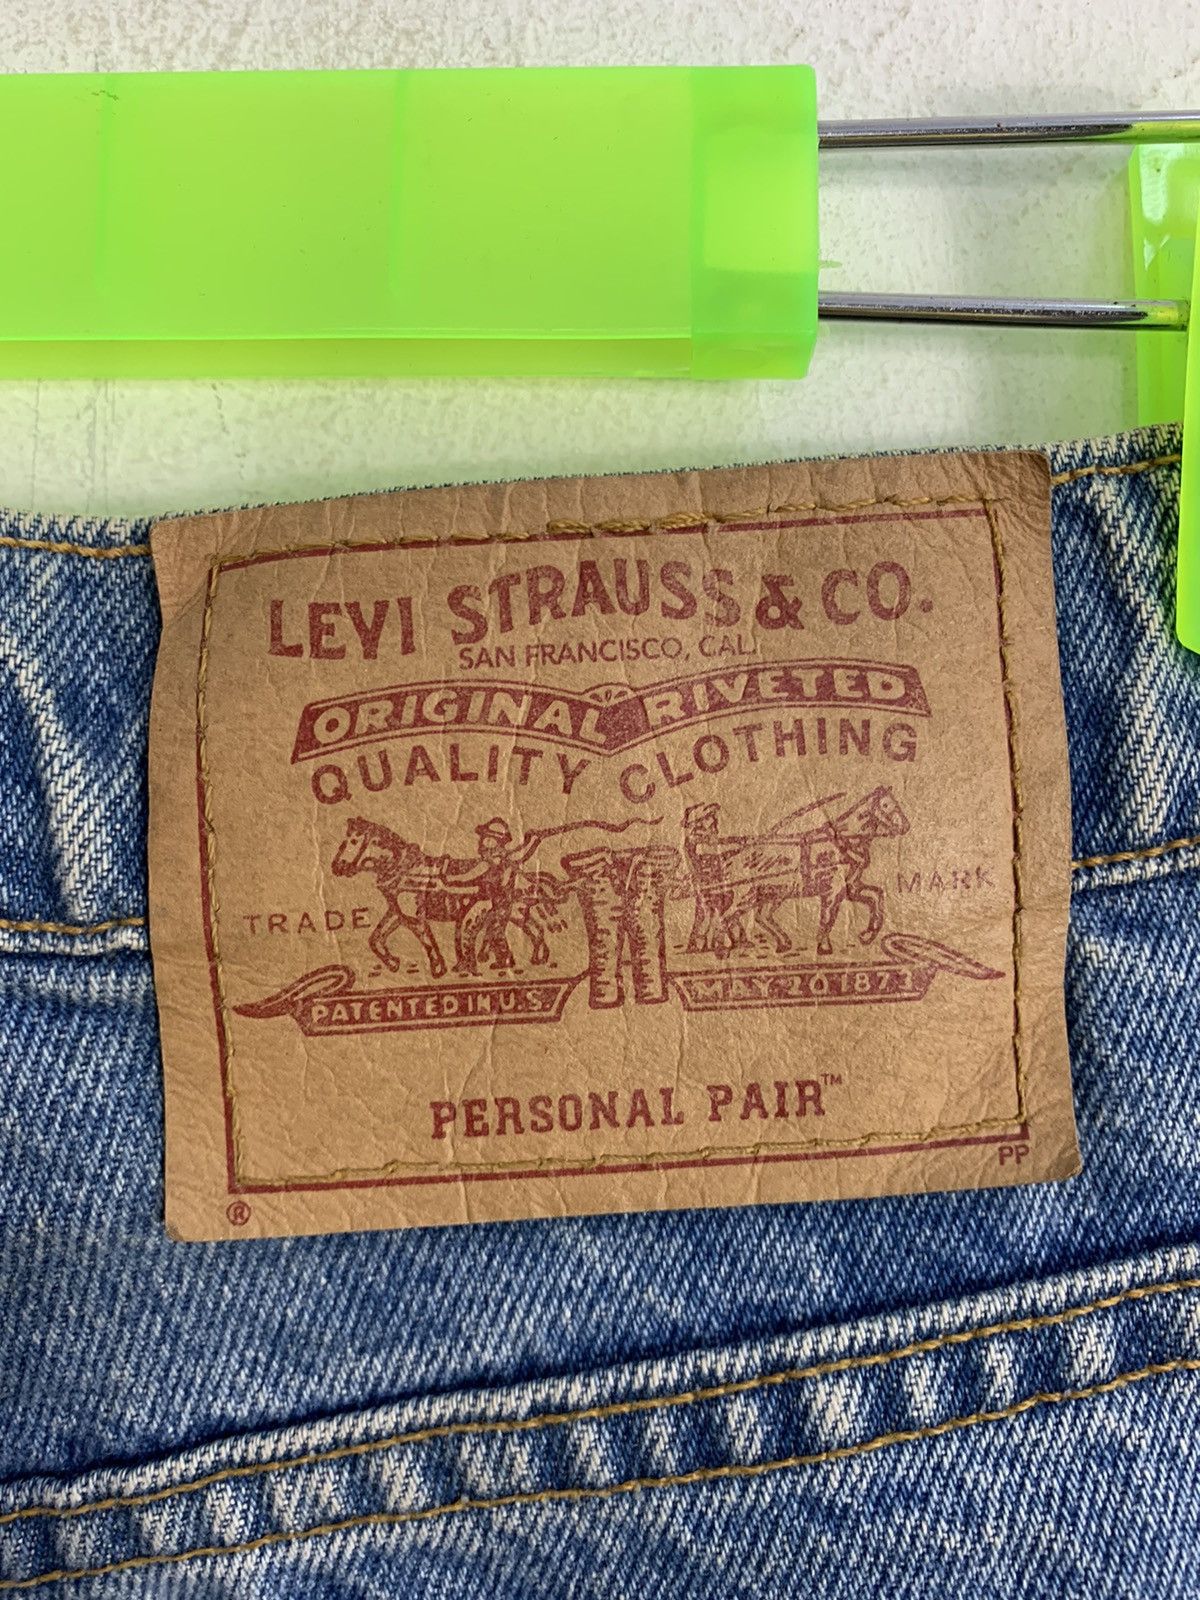 LEVI STRAUSS & CO.
SAN FRANCISCO, CAL.
ORIGINAL RIVETED
QUALITY CLOTHING
TRADE MARK
PATENTED IN U.S. MAY 20 1873
PERSONAL PAIR™
PP
®